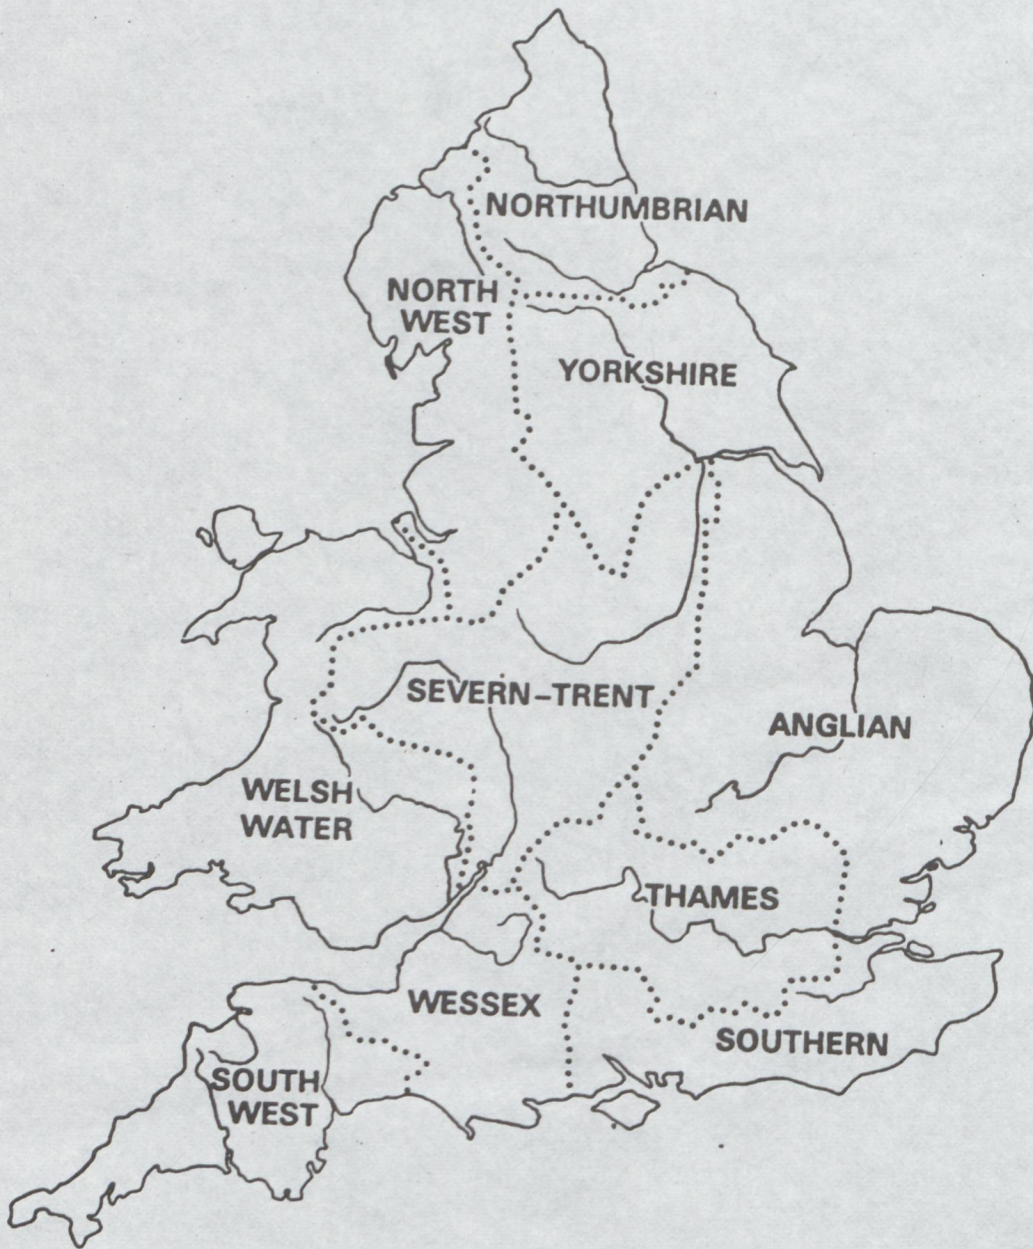 NORTHUMBRIAN
NORTH
WEST
YORKSHIRE
SEVERN-TRENT
ANGLIAN
WELSH
WATER
THAMES
WESSEX
SOUTHERN
SOUTH
WEST